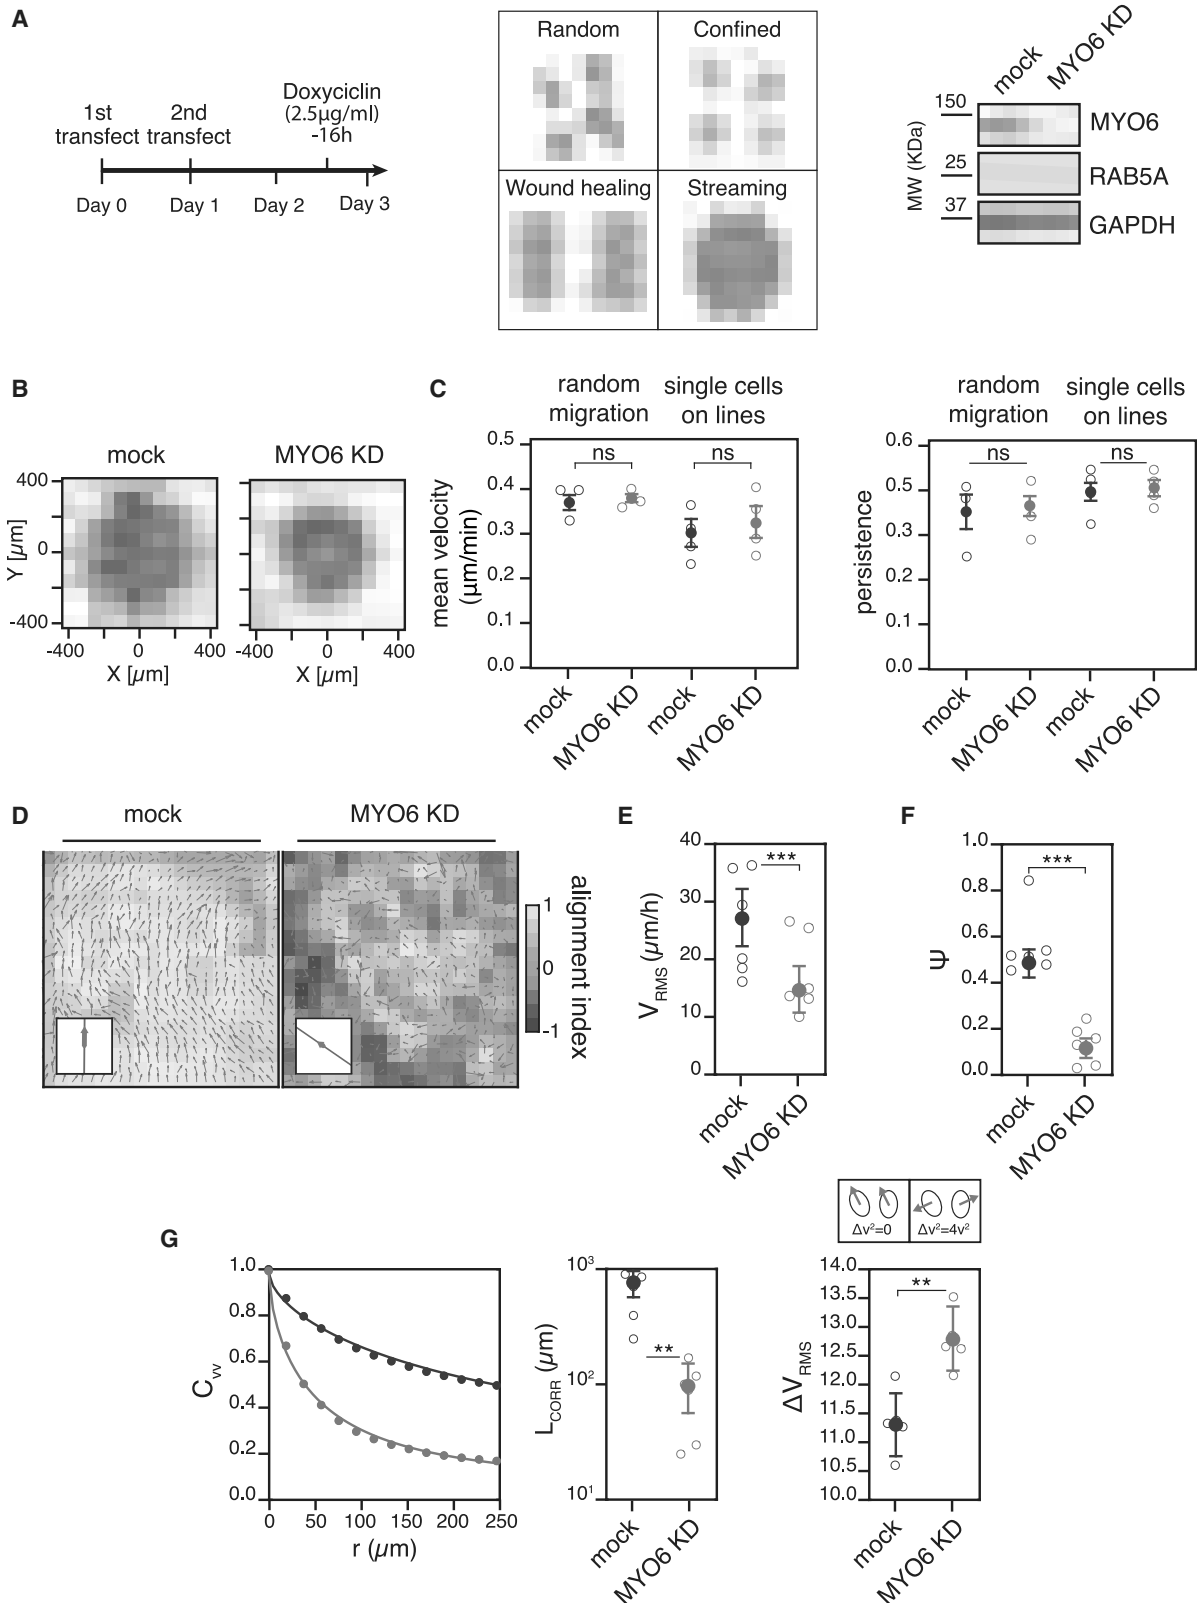 A
1st
transfect
2nd
transfect
Doxyciclin
(2.5µg/ml)
-16h
Day 0
Day 1
Day 2
Day 3
Random
Confined
Wound healing
Streaming
mock
MYO6 KD
MW (KDa)
150
25
37
MYO6
RAB5A
GAPDH
B
mock
MYO6 KD
Y [µm]
400
0
-400
-400
0
400
X [µm]
-400
0
400
X [µm]
C
random
migration
single cells
on lines
mean velocity
(µm/min)
0.5
0.4
0.3
0.2
0.1
0.0
ns
ns
mock
MYO6 KD
mock
MYO6 KD
random
migration
single cells
on lines
persistence
0.6
0.5
0.3
0.2
0.1
0.0
ns
ns
mock
MYO6 KD
mock
MYO6 KD
D
mock
MYO6 KD
1
0
-1
alignment index
E
V RMS (µm/h)
40
30
20
10
0
***
mock
MYO6 KD
F
Ψ
1.0
0.8
0.6
0.4
0.2
0.0
***
mock
MYO6 KD
G
C vv
1.0
0.8
0.6
0.4
0.2
0.0
0
50
100
150
200
250
r (µm)
L CORR (µm)
10³
10²
10¹
**
mock
MYO6 KD
Δv²=0
Δv²=4v²
ΔV RMS
14.0
13.5
13.0
12.5
12.0
11.5
11.0
10.5
10.0
**
mock
MYO6 KD